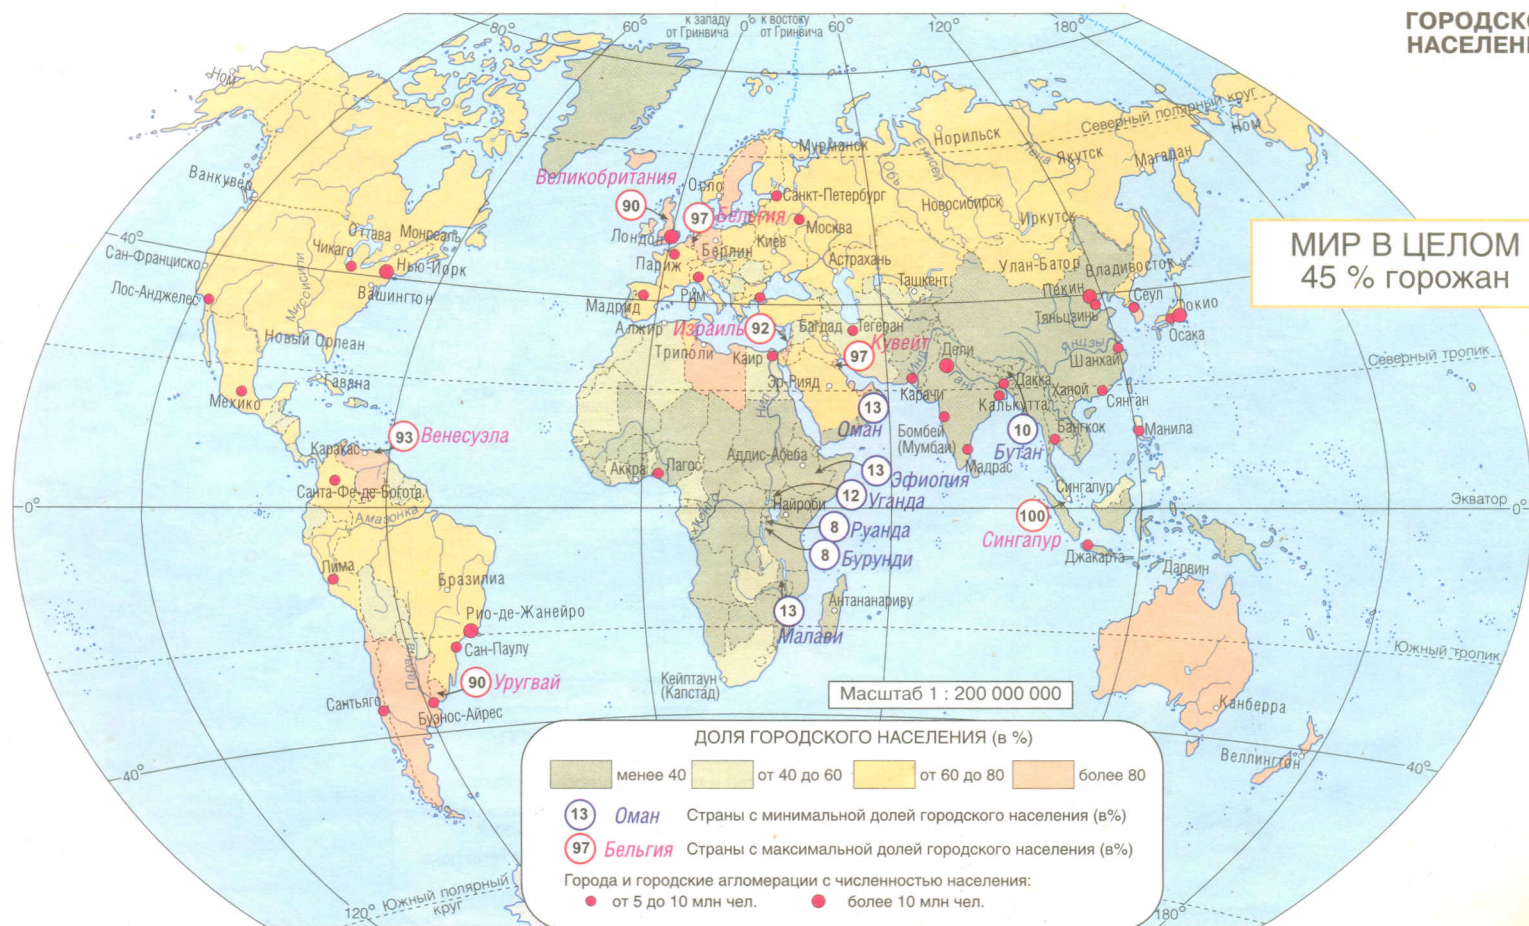 ГОРОДСКО
НАСЕЛЕНИ
80°
60°
к западу
от Гринвича
0°
к востоку
от Гринвича
60°
120°
180°
Северный полярный круг
Ном
Ном
Норильск
Мурманск
Якутск
Магадан
Лена
Енисей
Обь
Ванкувер
Великобритания
90
Осло
97
Бельгия
Санкт-Петербург
Новосибирск
Иркутск
Москва
МИР В ЦЕЛОМ
45 % горожан
40°
Оттава
Монреаль
Чикаго
Нью-Йорк
Сан-Франциско
Лос-Анджелес
Вашингтон
Миссисипи
Новый Орлеан
Лондон
Берлин
Киев
Париж
Астрахань
Улан-Батор
Владивосток
40°
Мадрид
Рим
Ташкент
Пекин
Сеул
Токио
Тяньцзинь
Осака
Алжир
Израиль
92
Багдад
Тегеран
Триполи
Каир
97
Кувейт
Дели
Янцзы
Шанхай
Северный тропик
Гавана
Мехико
Нил
Эр-Рияд
Инд
Ганг
Карачи
Дакка
Ханой
Калькутта
Сянган
13
Оман
Бомбей
(Мумбаи)
10
Бутан
Бангкок
Манила
93
Венесуэла
Каракас
Мадрас
Аддис-Абеба
Аккра
Лагос
13
Эфиопия
Санта-Фе-де-Богота
Найроби
12
Уганда
Сингапур
0°
Амазонка
Конго
8
Руанда
100
Сингапур
Экватор
0°
8
Бурунди
Джакарта
Лима
Бразилиа
Дарвин
Рио-де-Жанейро
13
Малави
Антананариву
Сан-Паулу
Парана
Южный тропик
90
Уругвай
Кейптаун
(Капстад)
Масштаб 1 : 200 000 000
Сантьяго
Буэнос-Айрес
Канберра
Веллингтон
40°
40°
ДОЛЯ ГОРОДСКОГО НАСЕЛЕНИЯ (в %)
менее 40
от 40 до 60
от 60 до 80
более 80
13
Оман
Страны с минимальной долей городского населения (в%)
97
Бельгия
Страны с максимальной долей городского населения (в%)
Города и городские агломерации с численностью населения:
от 5 до 10 млн чел.
более 10 млн чел.
120°
Южный полярный
круг
180°